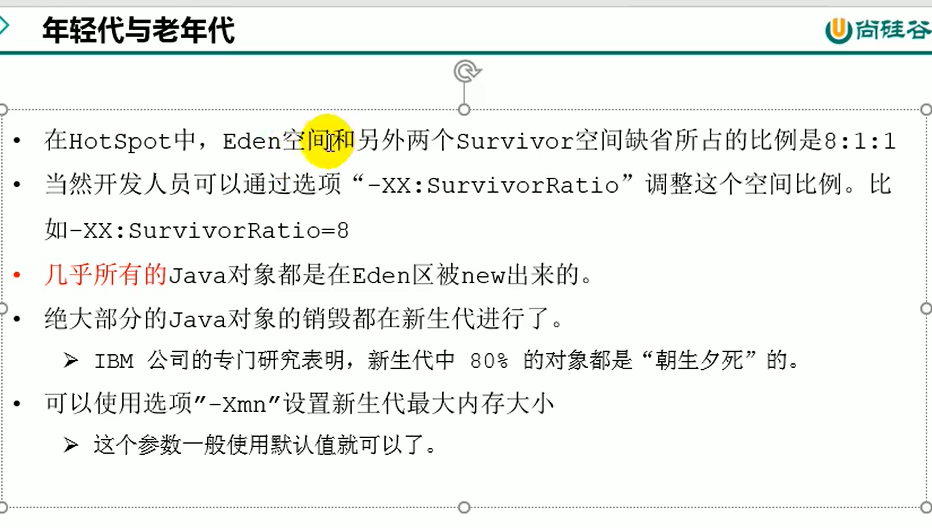 年轻代与老年代
尚硅谷
• 在HotSpot中，Eden空间和另外两个Survivor空间缺省所占的比例是8:1:1
• 当然开发人员可以通过选项“-XX:SurvivorRatio”调整这个空间比例。比
如-XX:SurvivorRatio=8
• 几乎所有的Java对象都是在Eden区被new出来的。
• 绝大部分的Java对象的销毁都在新生代进行了。
➢ IBM 公司的专门研究表明，新生代中 80% 的对象都是“朝生夕死”的。
• 可以使用选项”-Xmn”设置新生代最大内存大小
➢ 这个参数一般使用默认值就可以了。